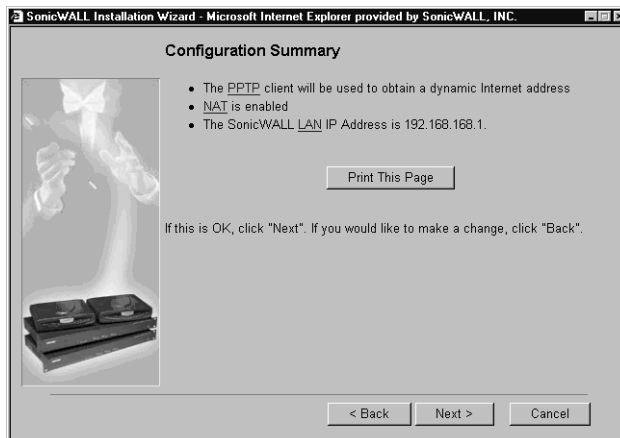 SonicWALL Installation Wizard - Microsoft Internet Explorer provided by SonicWALL, INC.
Configuration Summary
• The PPTP client will be used to obtain a dynamic Internet address
• NAT is enabled
• The SonicWALL LAN IP Address is 192.168.168.1.
Print This Page
If this is OK, click "Next". If you would like to make a change, click "Back".
< Back
Next >
Cancel